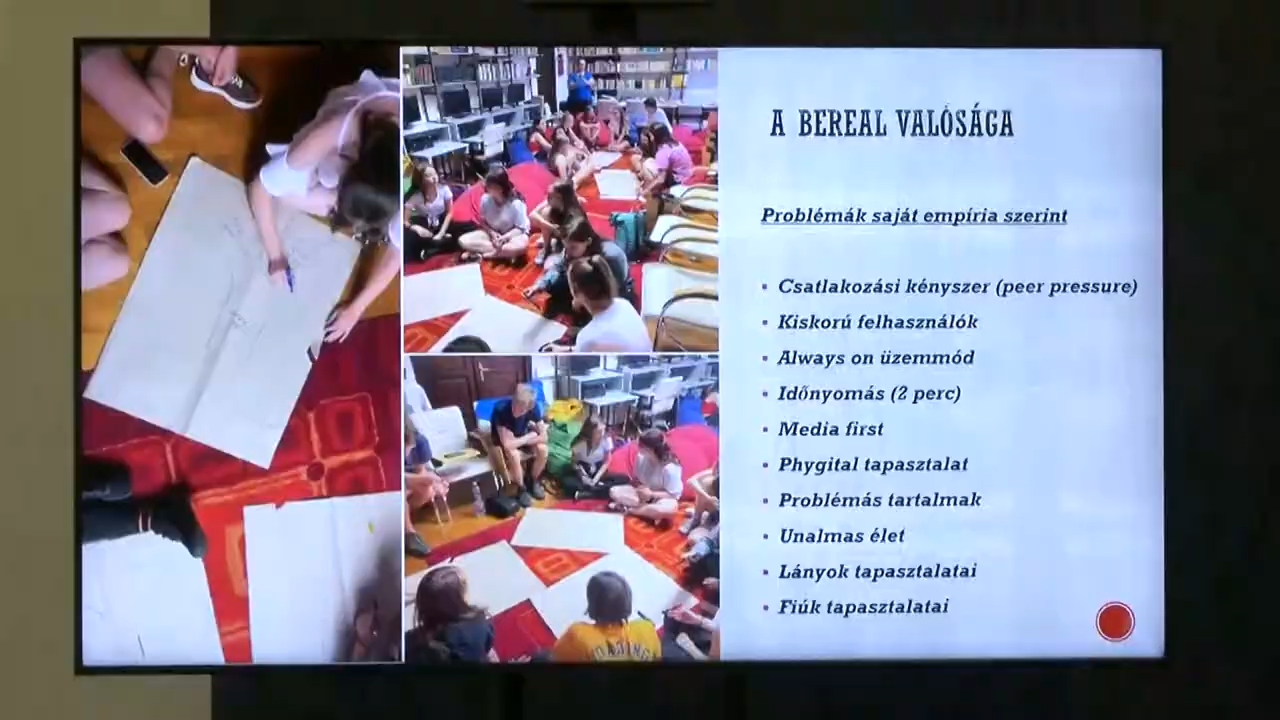 A BEREAL VALÓSÁGA
Problémák saját empíria szerint
▪ Csatlakozási kényszer (peer pressure)
▪ Kiskorú felhasználók
▪ Always on üzemmód
▪ Időnyomás (2 perc)
▪ Media first
▪ Phygital tapasztalat
▪ Problémás tartalmak
▪ Unalmas élet
▪ Lányok tapasztalatai
▪ Fiúk tapasztalatai